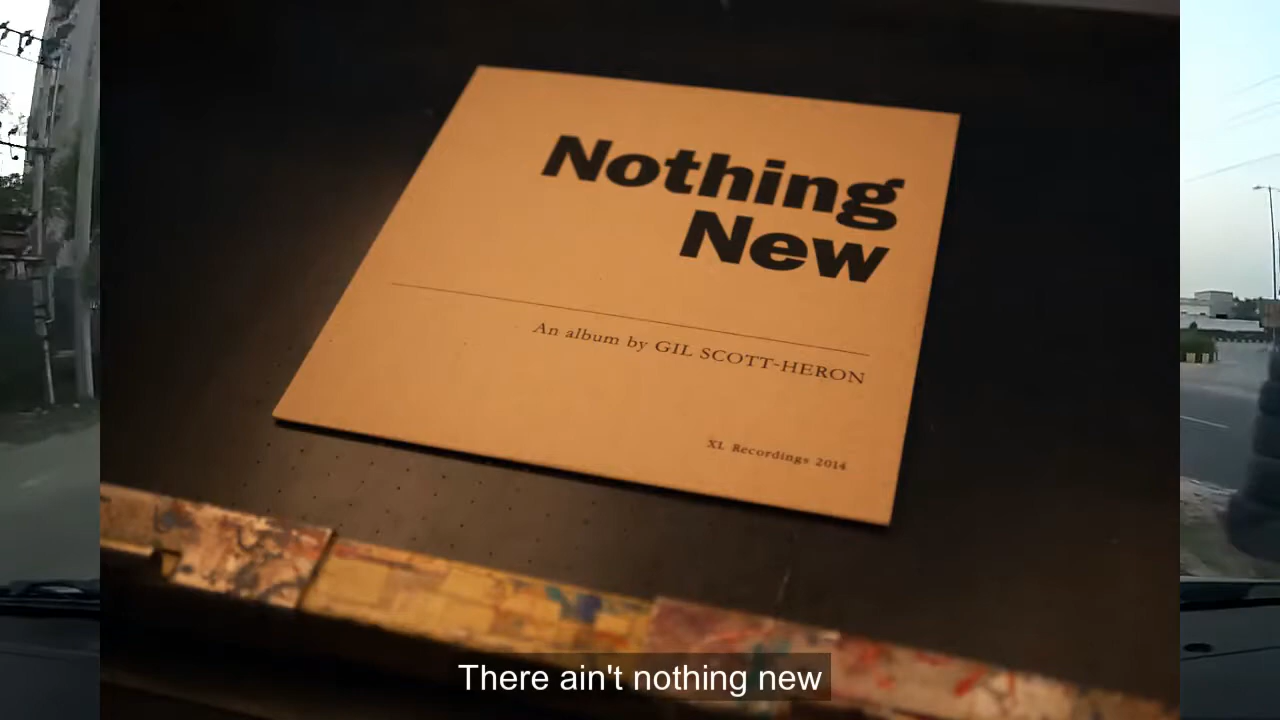 Nothing
New
An album by GIL SCOTT-HERON
XL Recordings 2014
There ain't nothing new